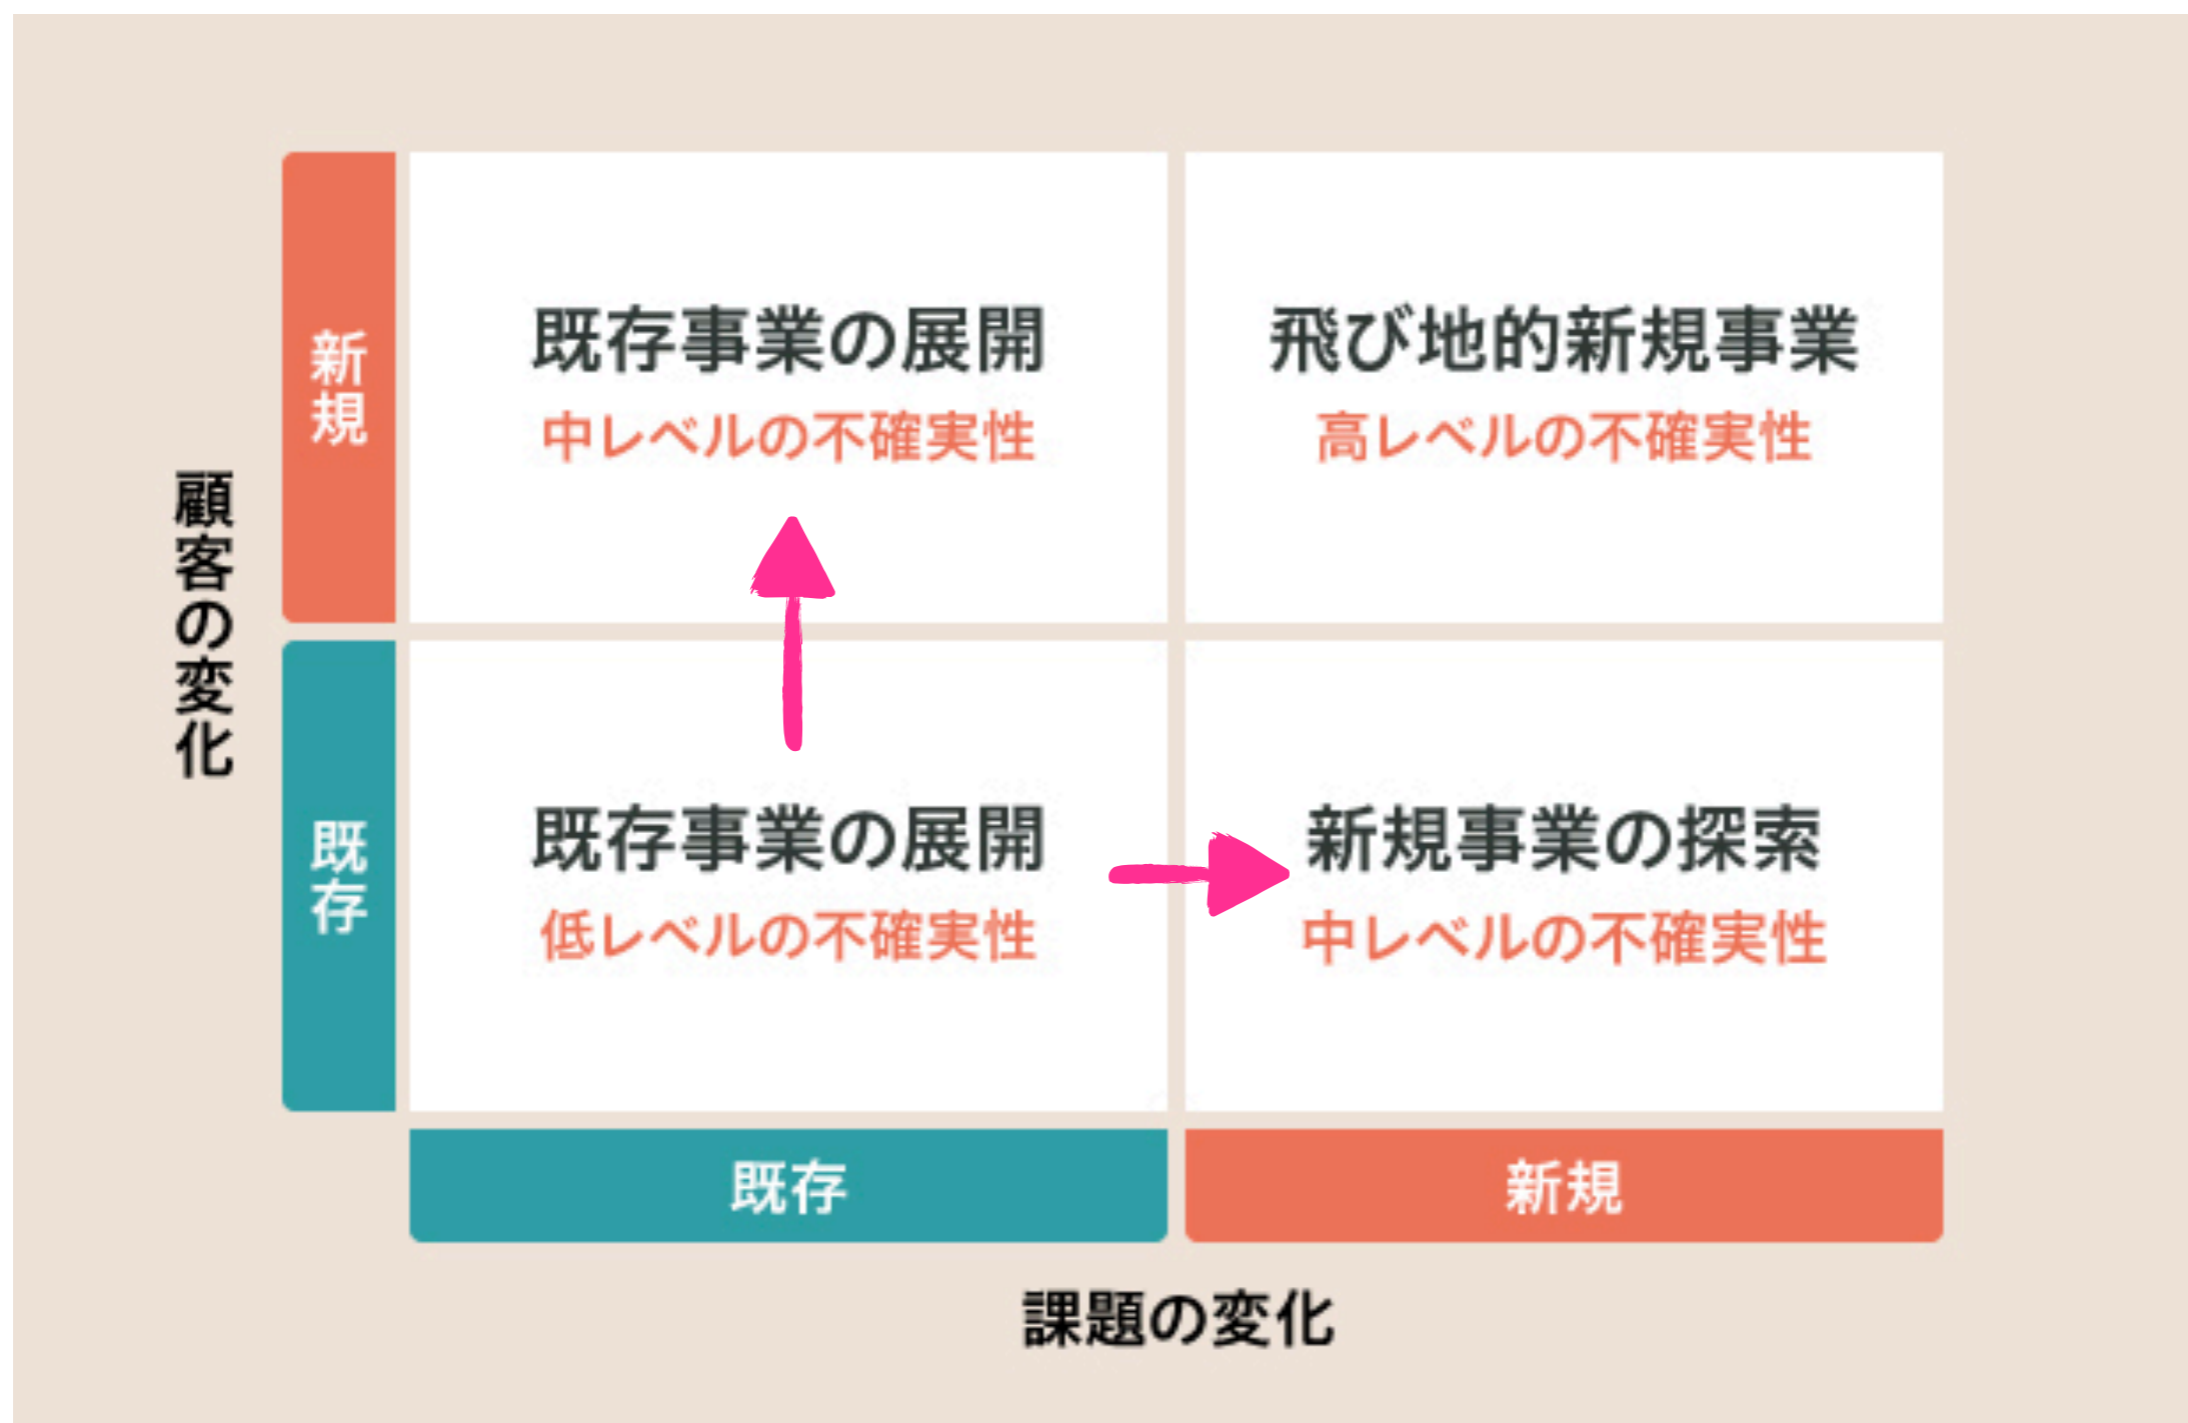 顧客の変化
新規
既存事業の展開
中レベルの不確実性
飛び地的新規事業
高レベルの不確実性
既存
既存事業の展開
低レベルの不確実性
新規事業の探索
中レベルの不確実性
既存
新規
課題の変化